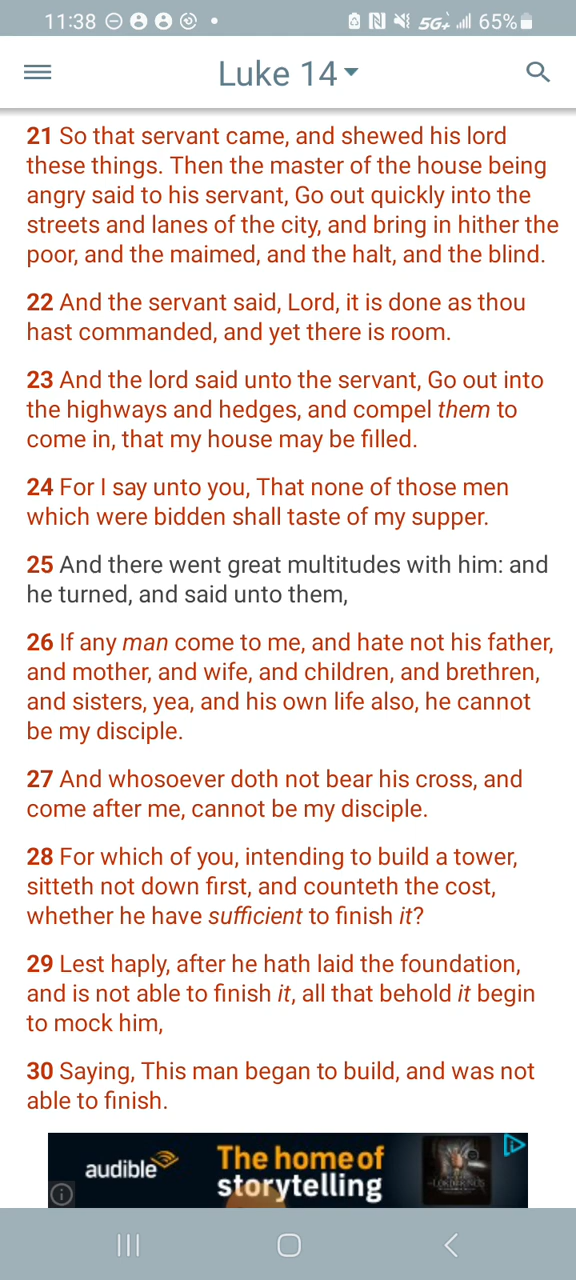 11:38
5G+ 65%
Luke 14
21 So that servant came, and shewed his lord
these things. Then the master of the house being
angry said to his servant, Go out quickly into the
streets and lanes of the city, and bring in hither the
poor, and the maimed, and the halt, and the blind.
22 And the servant said, Lord, it is done as thou
hast commanded, and yet there is room.
23 And the lord said unto the servant, Go out into
the highways and hedges, and compel them to
come in, that my house may be filled.
24 For I say unto you, That none of those men
which were bidden shall taste of my supper.
25 And there went great multitudes with him: and
he turned, and said unto them,
26 If any man come to me, and hate not his father,
and mother, and wife, and children, and brethren,
and sisters, yea, and his own life also, he cannot
be my disciple.
27 And whosoever doth not bear his cross, and
come after me, cannot be my disciple.
28 For which of you, intending to build a tower,
sitteth not down first, and counteth the cost,
whether he have sufficient to finish it?
29 Lest haply, after he hath laid the foundation,
and is not able to finish it, all that behold it begin
to mock him,
30 Saying, This man began to build, and was not
able to finish.
audible
The home of
storytelling